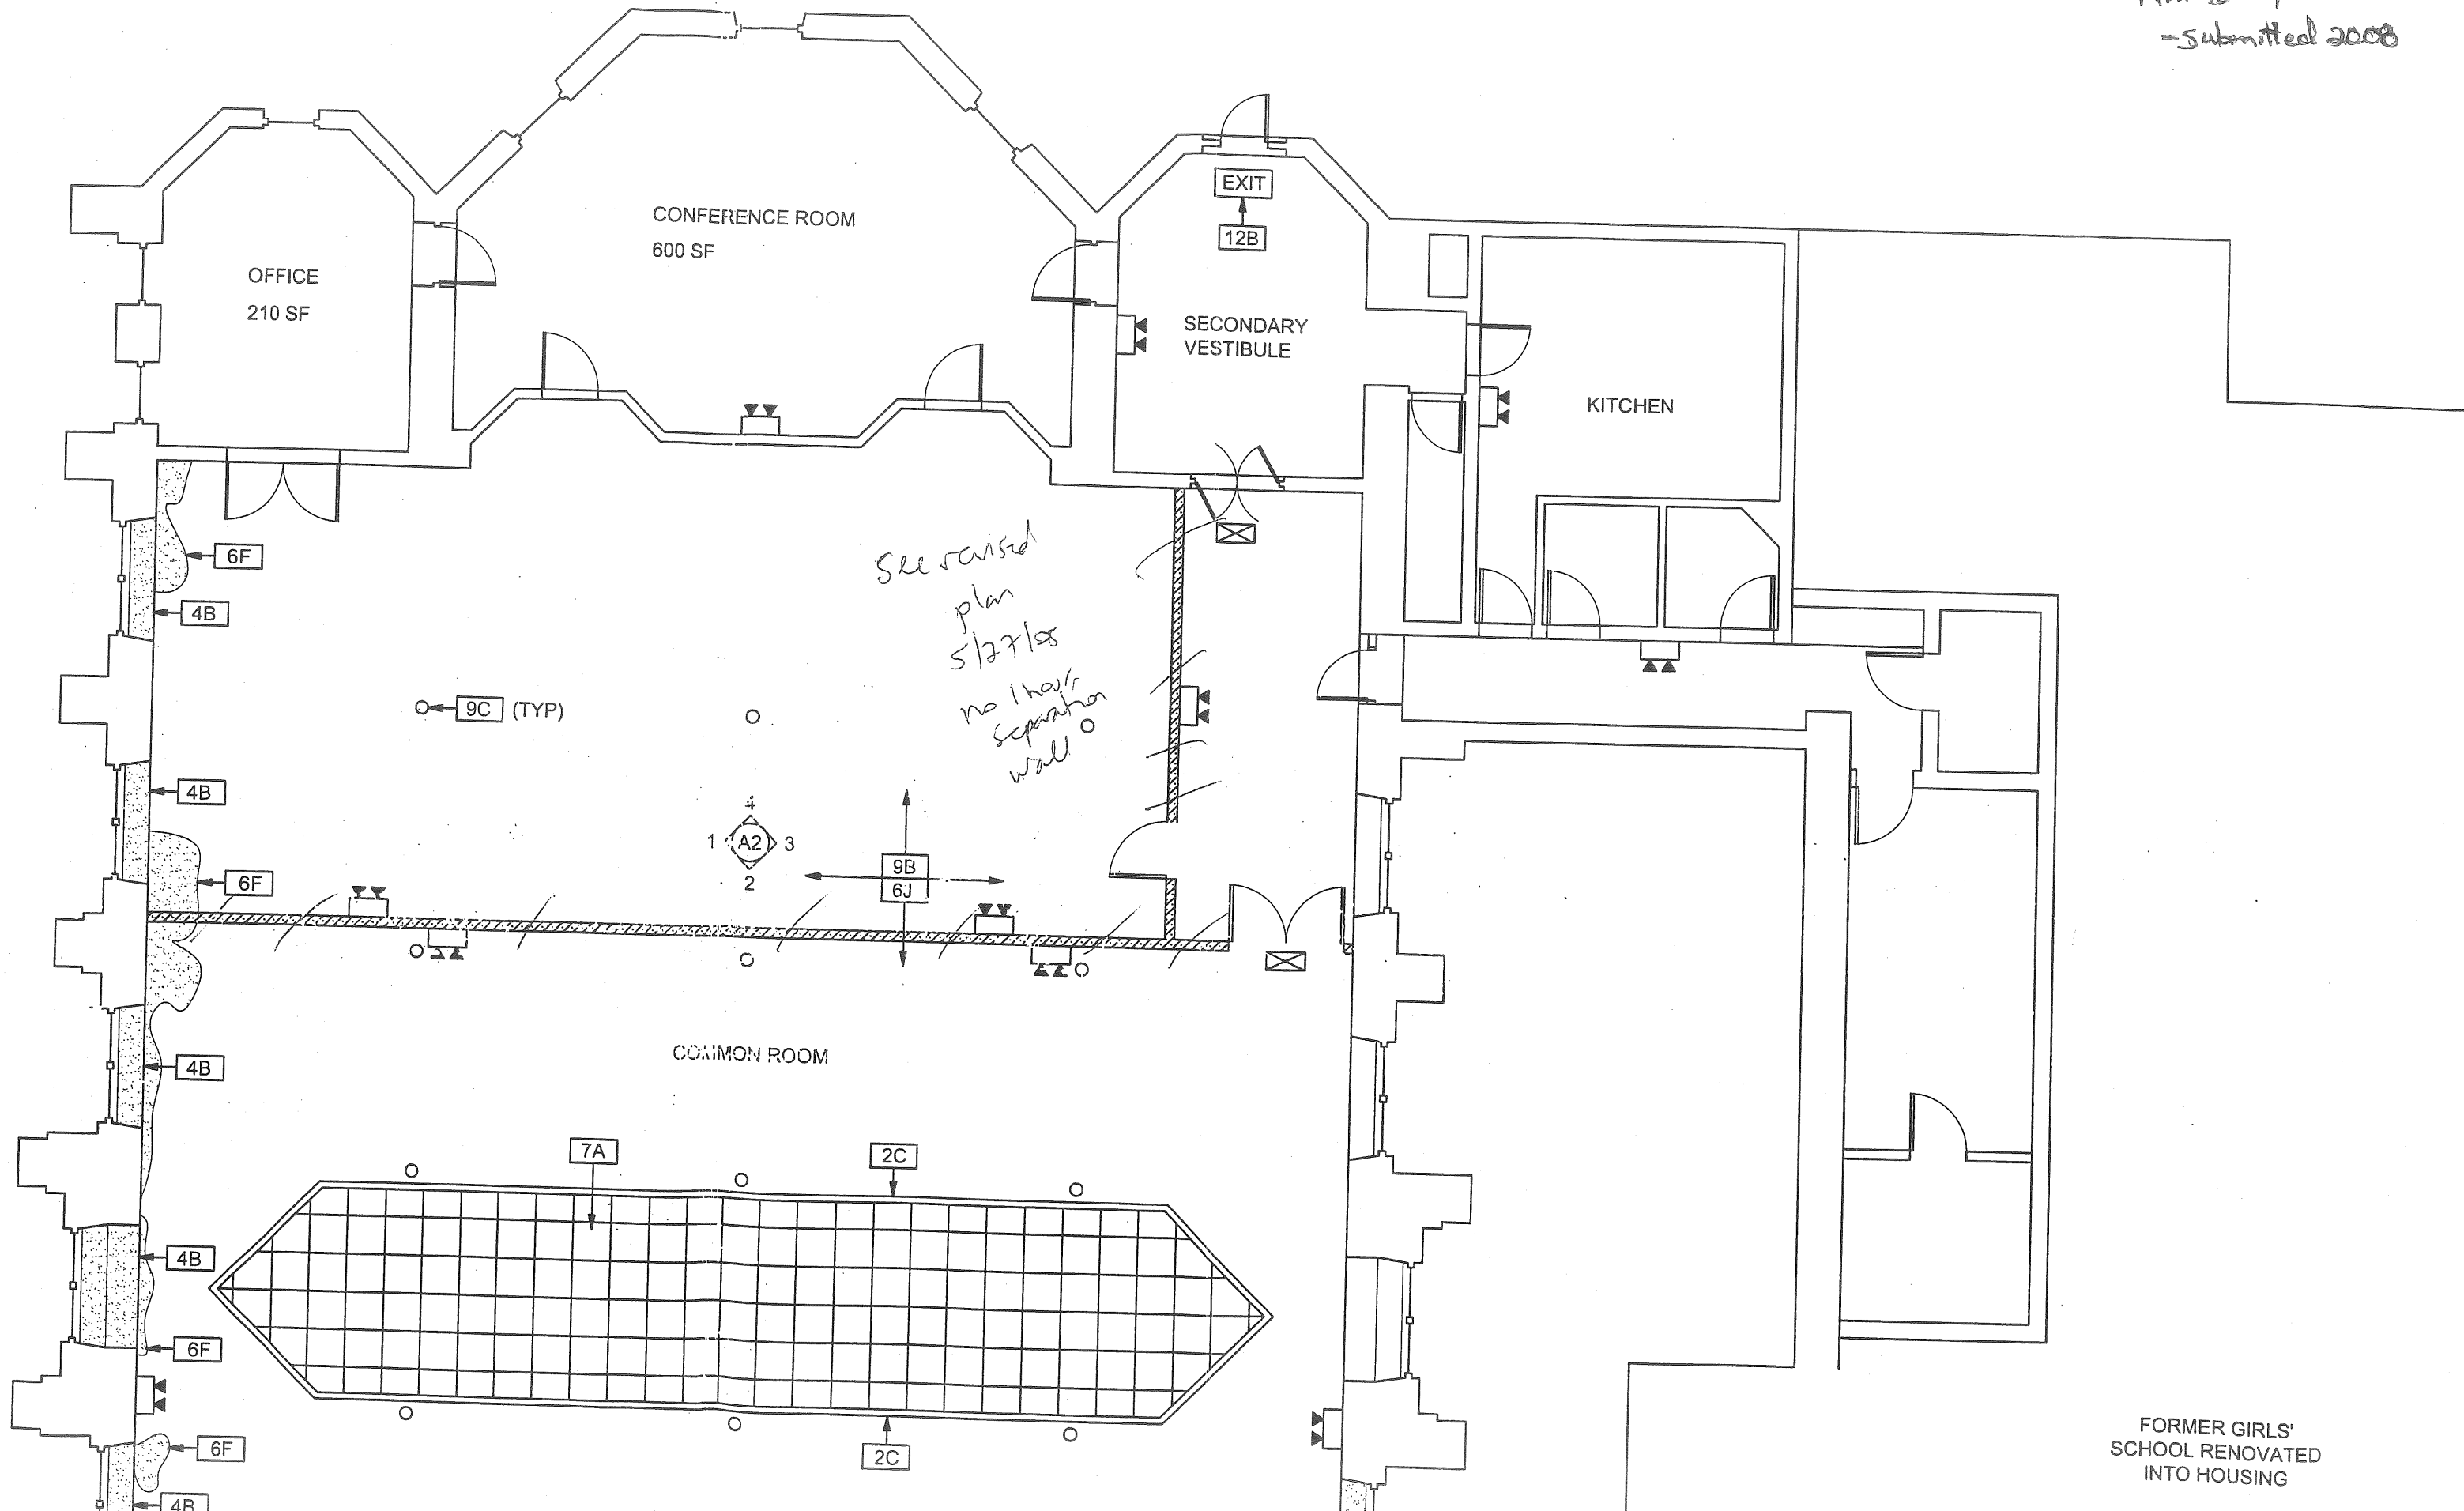 -Submitted 2008
EXIT
12B
CONFERENCE ROOM
600 SF
OFFICE
210 SF
SECONDARY
VESTIBULE
KITCHEN
See revised
plan
5/27/08
no 1 hour
separation
wall
6F
4B
9C (TYP)
4B
4
1 A2 3
2
9B
6J
6F
COMMON ROOM
4B
7A
2C
4B
6F
6F
2C
4B
FORMER GIRLS'
SCHOOL RENOVATED
INTO HOUSING